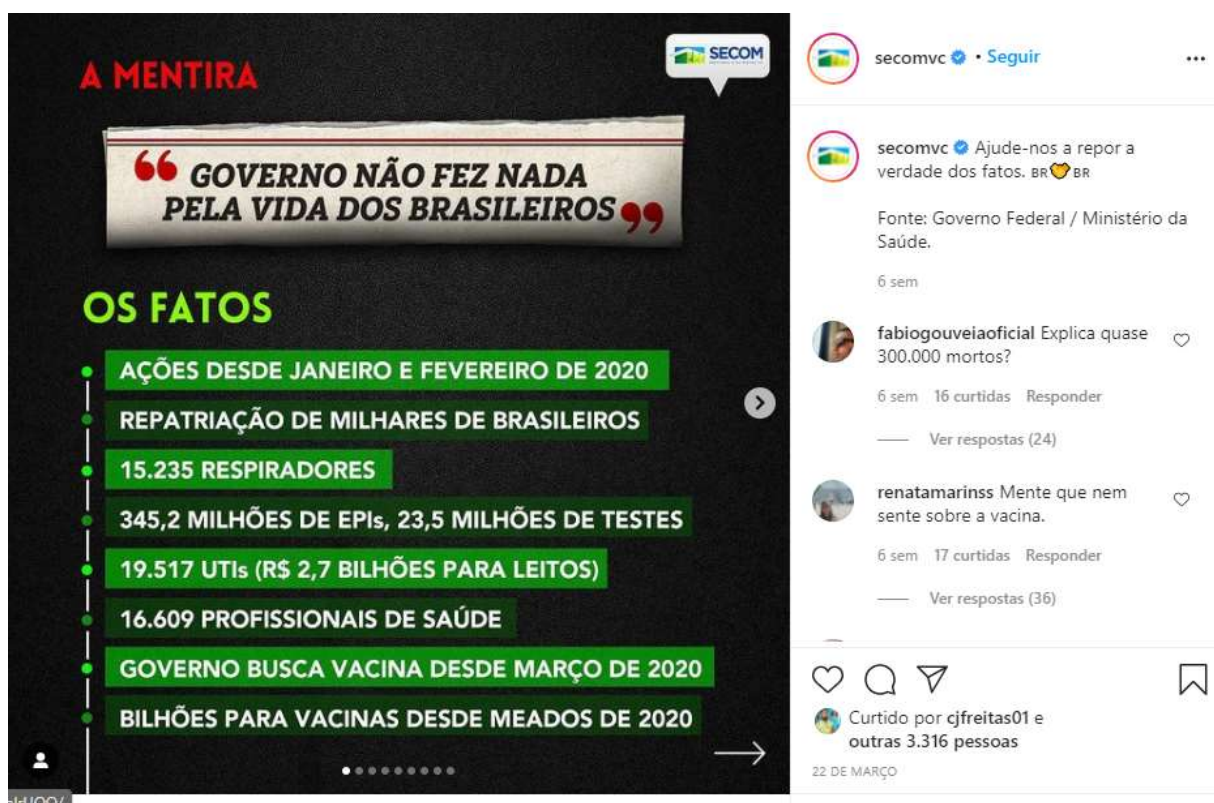 A MENTIRA
SECOM
“GOVERNO NÃO FEZ NADA
PELA VIDA DOS BRASILEIROS”
OS FATOS
AÇÕES DESDE JANEIRO E FEVEREIRO DE 2020
REPATRIAÇÃO DE MILHARES DE BRASILEIROS
15.235 RESPIRADORES
345,2 MILHÕES DE EPIs, 23,5 MILHÕES DE TESTES
19.517 UTIs (R$ 2,7 BILHÕES PARA LEITOS)
16.609 PROFISSIONAIS DE SAÚDE
GOVERNO BUSCA VACINA DESDE MARÇO DE 2020
BILHÕES PARA VACINAS DESDE MEADOS DE 2020
secomvc • Seguir
secomvc Ajude-nos a repor a
verdade dos fatos. BR BR
Fonte: Governo Federal / Ministério da
Saúde.
6 sem
fabiogouveiaoficial Explica quase
300.000 mortos?
6 sem 16 curtidas Responder
Ver respostas (24)
renatamarinss Mente que nem
sente sobre a vacina.
6 sem 17 curtidas Responder
Ver respostas (36)
Curtido por cjfreitas01 e
outras 3.316 pessoas
22 DE MARÇO